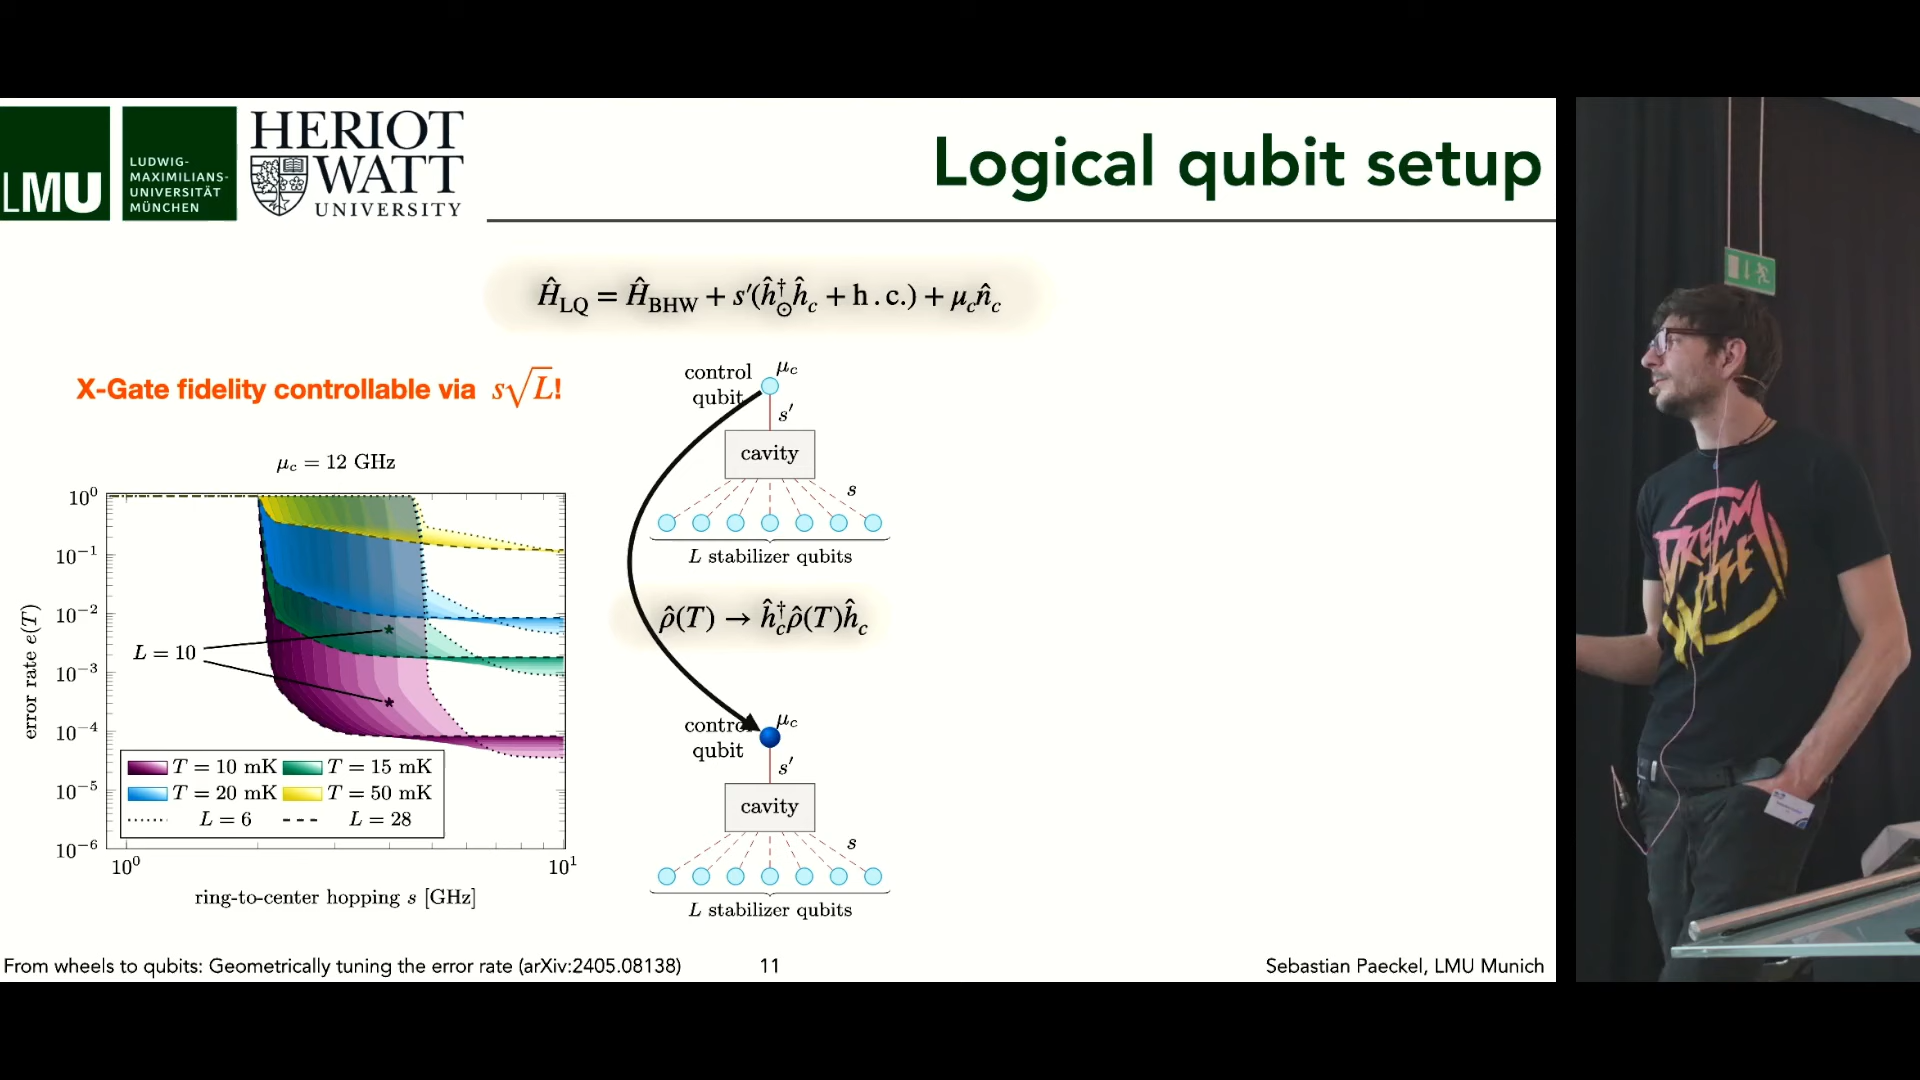 LMU
LUDWIG-
MAXIMILIANS-
UNIVERSITÄT
MÜNCHEN
HERIOT
WATT
UNIVERSITY
Logical qubit setup
Ĥ_LQ = Ĥ_BHW + s′(ĥ†_⊙ ĥ_c + h.c.) + μ_c n̂_c
X-Gate fidelity controllable via s√L!
μ_c = 12 GHz
10⁰
10⁻¹
10⁻²
10⁻³
10⁻⁴
10⁻⁵
10⁻⁶
error rate e(T)
L = 10
T = 10 mK T = 15 mK
T = 20 mK T = 50 mK
L = 6 L = 28
10⁰ 10¹
ring-to-center hopping s [GHz]
control
qubit
μ_c
s′
cavity
s
L stabilizer qubits
ρ̂(T) → ĥ†_c ρ̂(T) ĥ_c
control
qubit
μ_c
s′
cavity
s
L stabilizer qubits
From wheels to qubits: Geometrically tuning the error rate (arXiv:2405.08138)
11
Sebastian Paeckel, LMU Munich
DREAM
WIFE